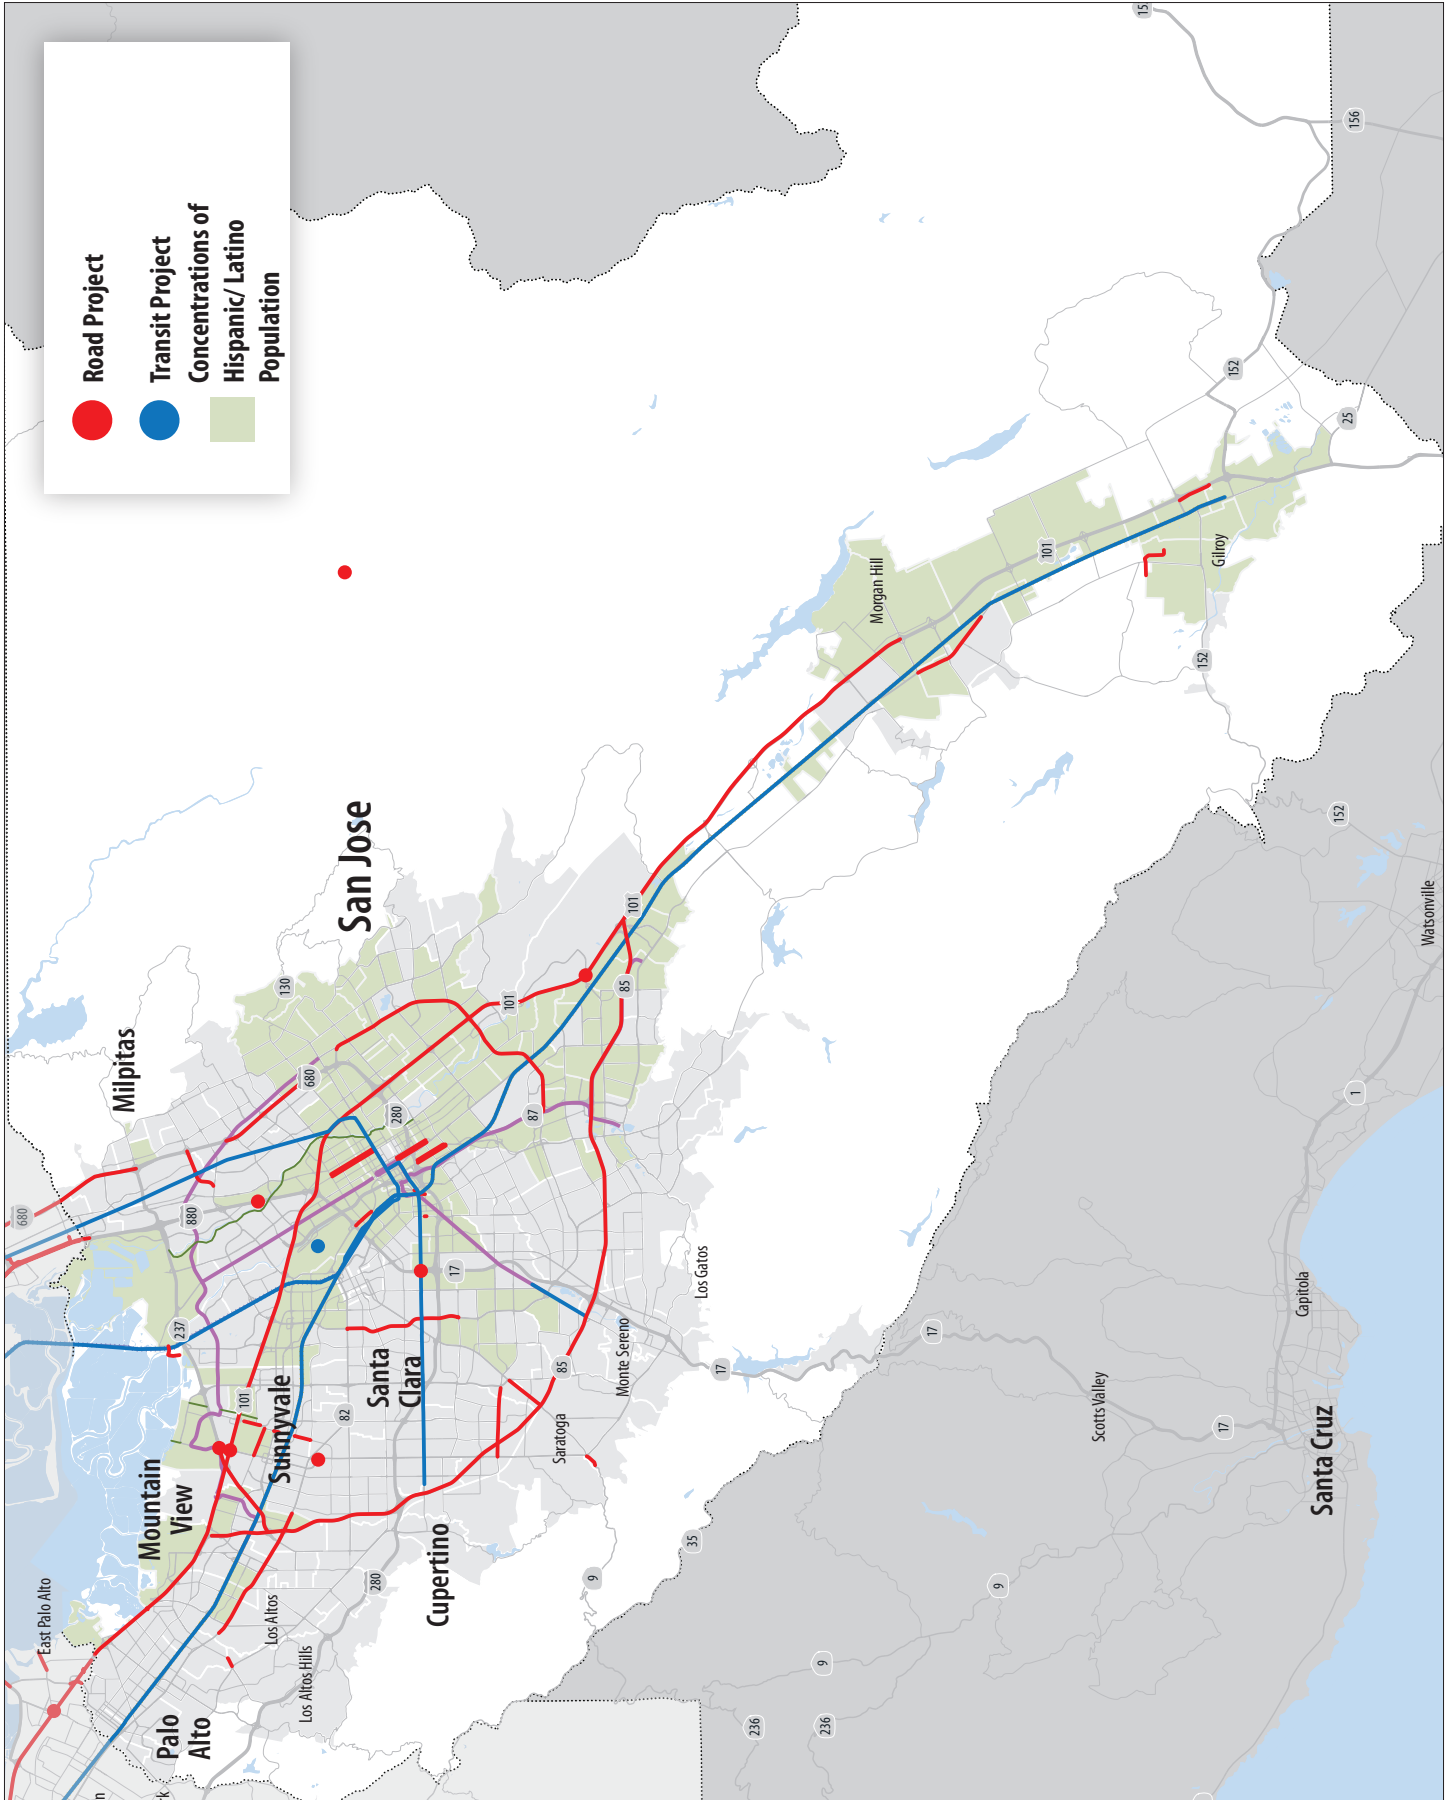 Road Project
Transit Project
Concentrations of
Hispanic/ Latino
Population
680
880
237
101
82
280
Milpitas
San Jose
130
680
280
87
101
101
85
17
85
17
Mountain
View
Sunnyvale
Santa
Clara
Cupertino
East Palo Alto
Los Altos
Los Altos Hills
Palo
Alto
Saratoga
Monte Sereno
Los Gatos
Morgan Hill
101
Gilroy
152
152
25
156
15
152
Watsonville
1
Capitola
17
Scotts Valley
17
Santa Cruz
35
9
9
9
236
236